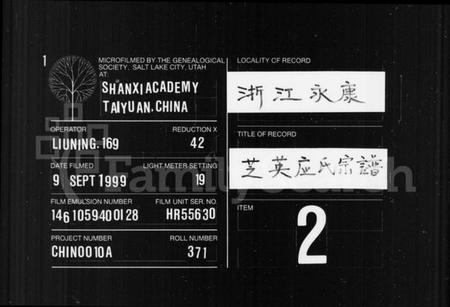 1
MICROFILMED BY THE GENEALOGICAL
SOCIETY, SALT LAKE CITY, UTAH
AT:
SHANXI ACADEMY
TAIYUAN. CHINA
OPERATOR
REDUCTION X
LIUNING. 169
42
DATE FILMED
LIGHT METER SETTING
9 SEPT 1999
19
FILM EMULSION NUMBER
FILM UNIT SER. NO.
146 1059400128
HR55630
PROJECT NUMBER
ROLL NUMBER
CHINO010A
371
LOCALITY OF RECORD
浙江永康
TITLE OF RECORD
芝英应氏宗譜
ITEM
2
FamilySearch